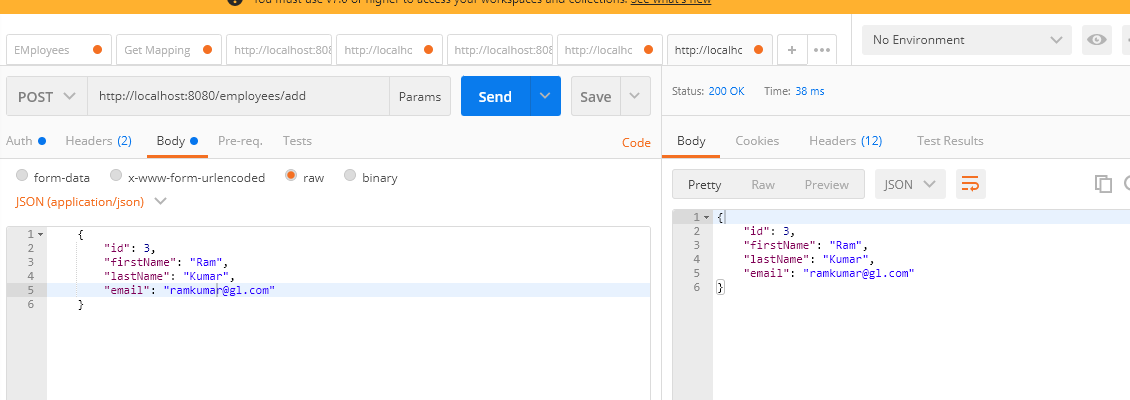 You must use v7.0 or higher to access your workspaces and collections. See what's new
EMployees
Get Mapping
http://localhost:808
http://localhc
http://localhost:808
http://localhc
http://localhc
No Environment
POST
http://localhost:8080/employees/add
Params
Send
Save
Status: 200 OK Time: 38 ms
Auth
Headers (2)
Body
Pre-req.
Tests
Code
Body
Cookies
Headers (12)
Test Results
form-data
x-www-form-urlencoded
raw
binary
JSON (application/json)
Pretty
Raw
Preview
JSON
1 {
2 "id": 3,
3 "firstName": "Ram",
4 "lastName": "Kumar",
5 "email": "ramkumar@gl.com"
6 }
1 {
2 "id": 3,
3 "firstName": "Ram",
4 "lastName": "Kumar",
5 "email": "ramkumar@gl.com"
6 }